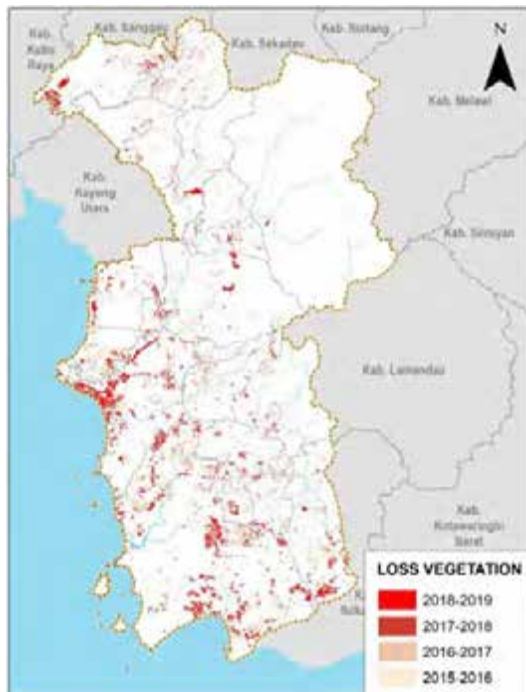 Kab. Sanggau
Kab. Sintang
Kab.
Kubu
Raya
Kab. Sekadau
N
Kab. Melawi
Kab.
Kayong
Utara
Kab. Seruyan
Kab. Lamandau
Kab.
Kotawaringin
Barat
LOSS VEGETATION
2018-2019
2017-2018
2016-2017
2015-2016